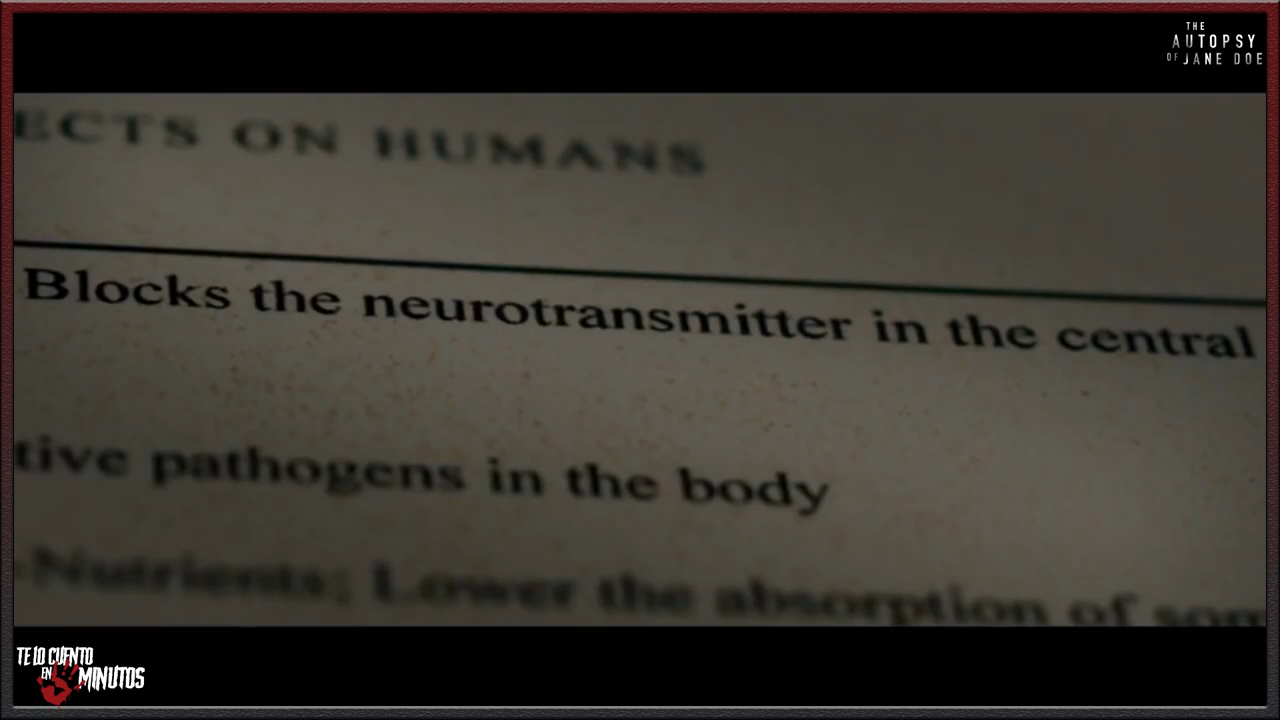 THE
AUTOPSY
OF JANE DOE
ECTS ON HUMANS
Blocks the neurotransmitter in the central
tive pathogens in the body
Nutrients; Lower the absorption of som
TE LO CUENTO
EN MINUTOS